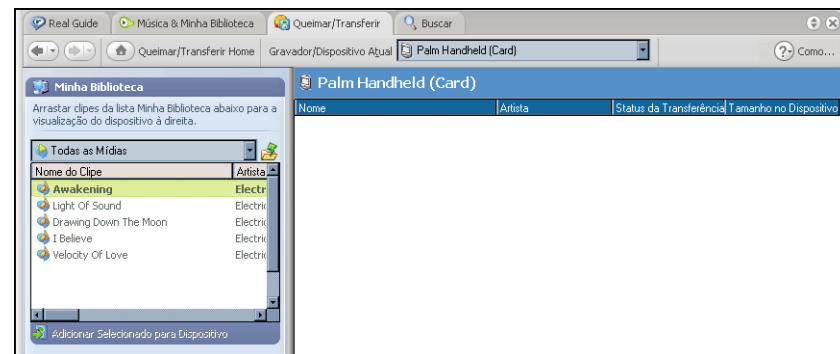 Real Guide Música & Minha Biblioteca Queimar/Transferir Buscar
Queimar/Transferir Home Gravador/Dispositivo Atual Palm Handheld (Card) Como...
Minha Biblioteca
Arrastar clipes da lista Minha Biblioteca abaixo para a
visualização do dispositivo à direita.
Todas as Mídias
Nome do Clipe Artista
Awakening Electr
Light Of Sound Electric
Drawing Down The Moon Electric
I Believe Electric
Velocity Of Love Electric
Adicionar Selecionado para Dispositivo
Palm Handheld (Card)
Nome Artista Status da Transferência Tamanho no Dispositivo